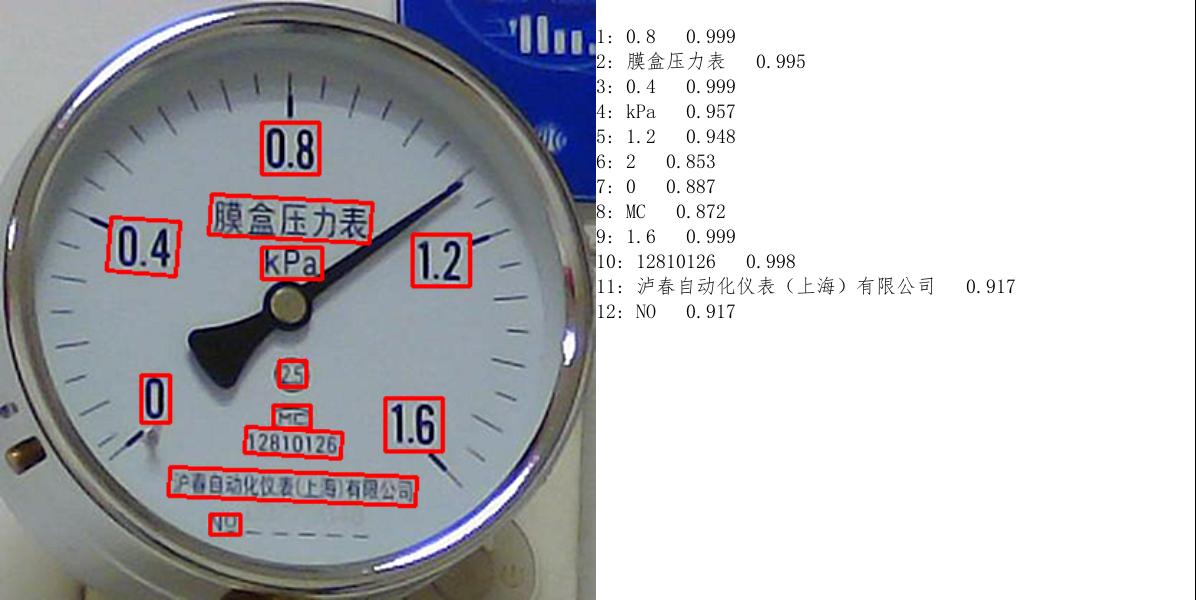 0.8
膜盒压力表
0.4
kPa
1.2
2.5
0
MC
1.6
12810126
沪春自动化仪表(上海)有限公司
NO
1: 0.8 0.999
2: 膜盒压力表 0.995
3: 0.4 0.999
4: kPa 0.957
5: 1.2 0.948
6: 2 0.853
7: 0 0.887
8: MC 0.872
9: 1.6 0.999
10: 12810126 0.998
11: 泸春自动化仪表（上海）有限公司 0.917
12: NO 0.917